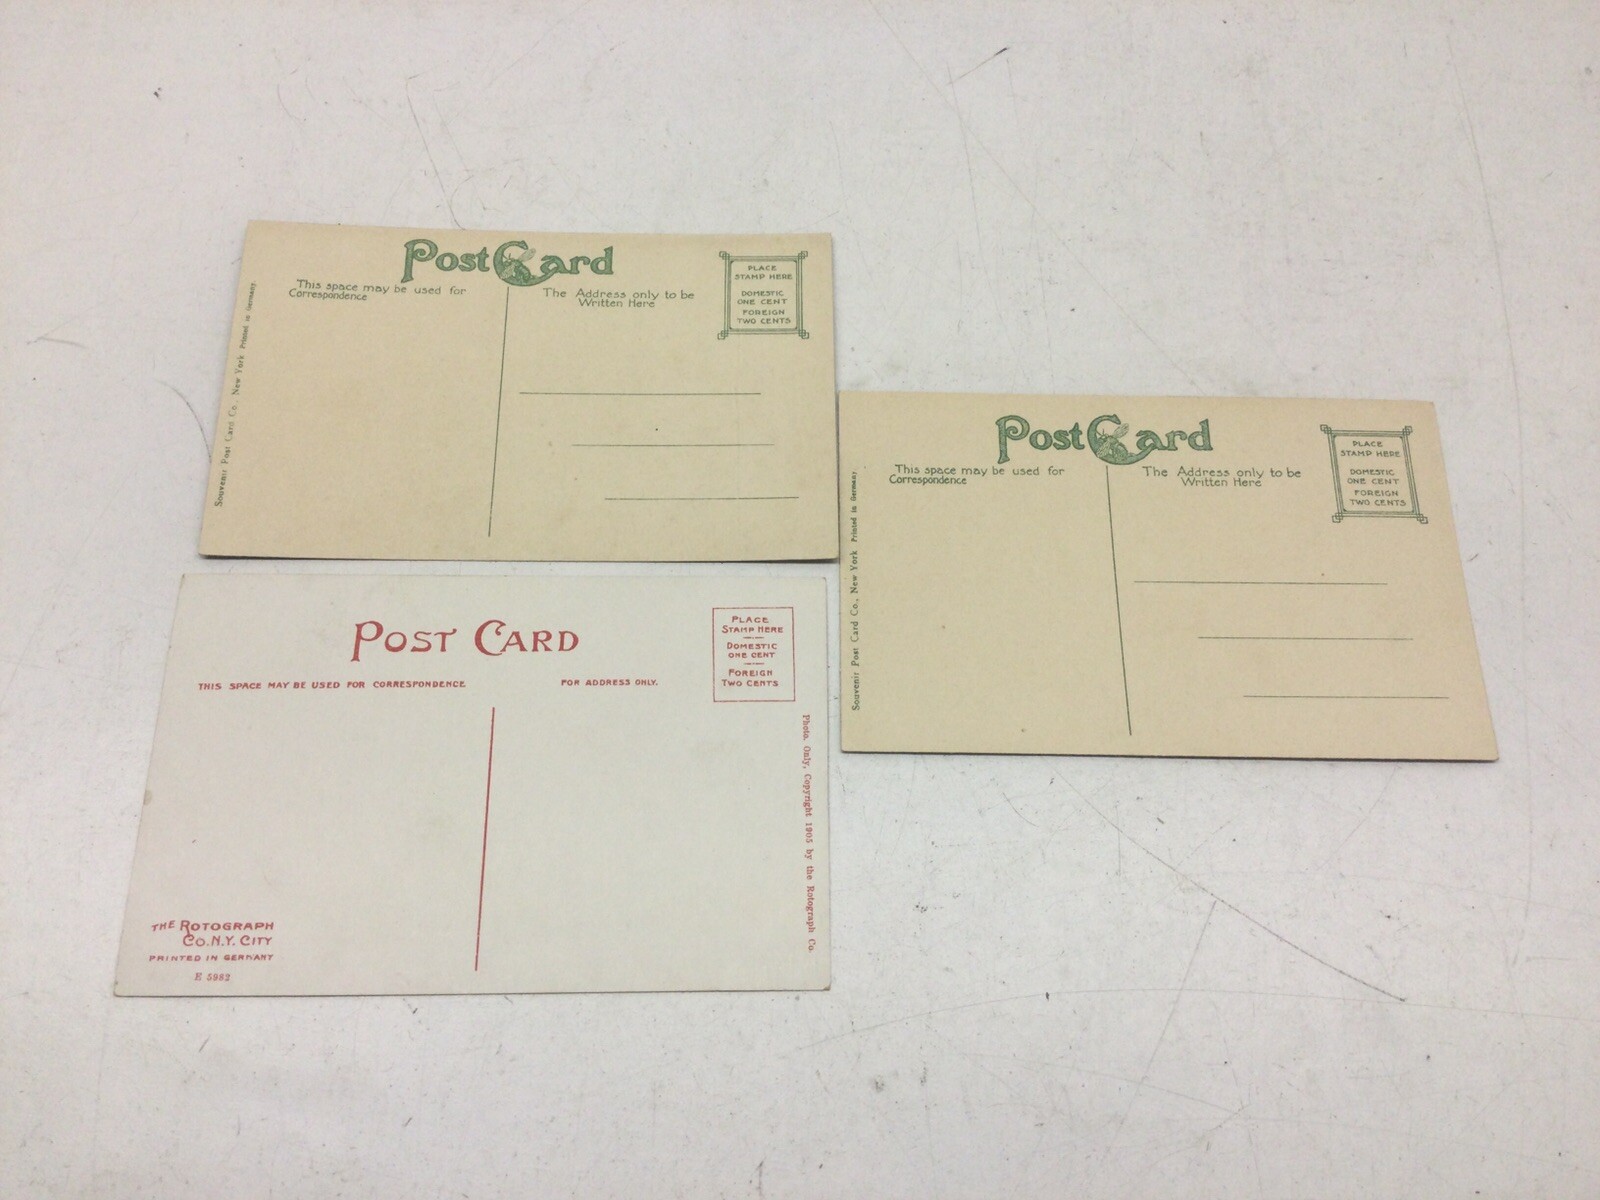 Post Card
This space may be used for
Correspondence
The Address only to be
Written Here
PLACE
STAMP HERE
DOMESTIC
ONE CENT
FOREIGN
TWO CENTS
Souvenir Post Card Co., New York Printed in Germany
Post Card
This space may be used for
Correspondence
The Address only to be
Written Here
PLACE
STAMP HERE
DOMESTIC
ONE CENT
FOREIGN
TWO CENTS
Souvenir Post Card Co., New York Printed in Germany
POST CARD
THIS SPACE MAY BE USED FOR CORRESPONDENCE
FOR ADDRESS ONLY.
PLACE
STAMP HERE
DOMESTIC
ONE CENT
FOREIGN
TWO CENTS
Photo. Only, Copyright 1905 by the Rotograph Co.
THE ROTOGRAPH
CO. N.Y. CITY
PRINTED IN GERMANY
E 5982